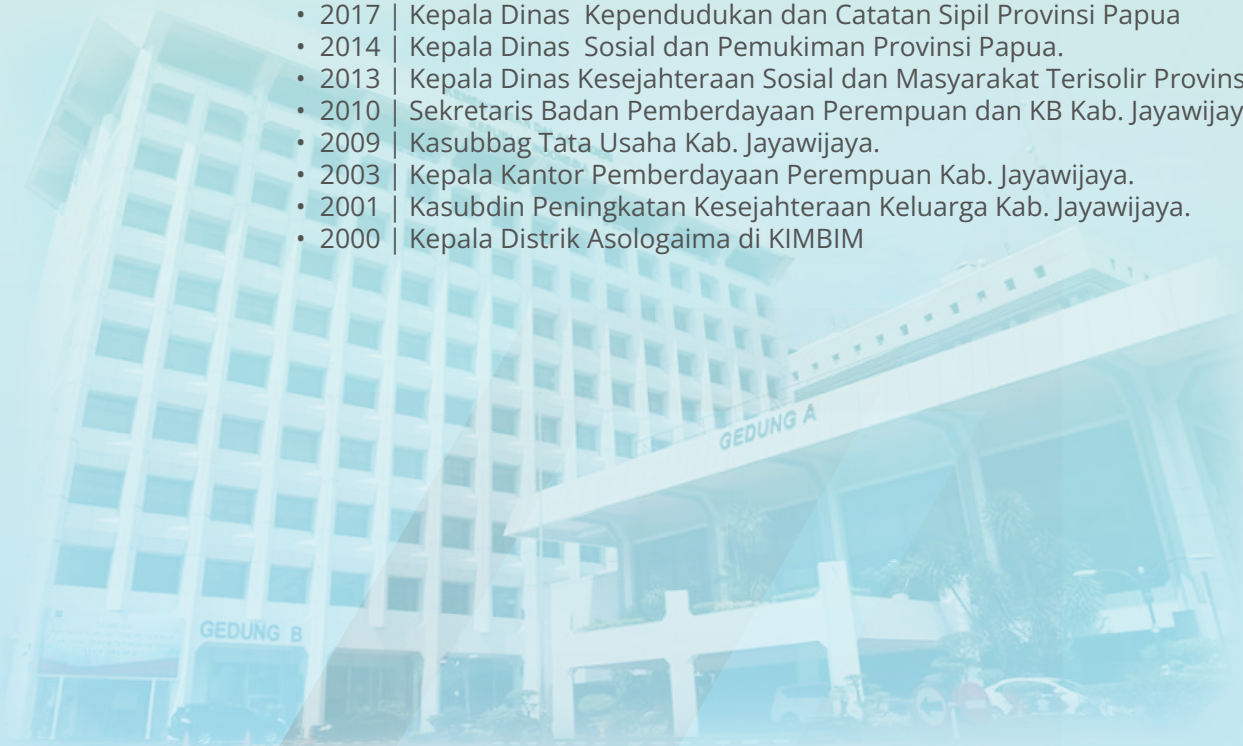 • 2017 | Kepala Dinas  Kependudukan dan Catatan Sipil Provinsi Papua
• 2014 | Kepala Dinas  Sosial dan Pemukiman Provinsi Papua.
• 2013 | Kepala Dinas Kesejahteraan Sosial dan Masyarakat Terisolir Provins
• 2010 | Sekretaris Badan Pemberdayaan Perempuan dan KB Kab. Jayawijay
• 2009 | Kasubbag Tata Usaha Kab. Jayawijaya.
• 2003 | Kepala Kantor Pemberdayaan Perempuan Kab. Jayawijaya.
• 2001 | Kasubdin Peningkatan Kesejahteraan Keluarga Kab. Jayawijaya.
• 2000 | Kepala Distrik Asologaima di KIMBIM
GEDUNG A
GEDUNG B